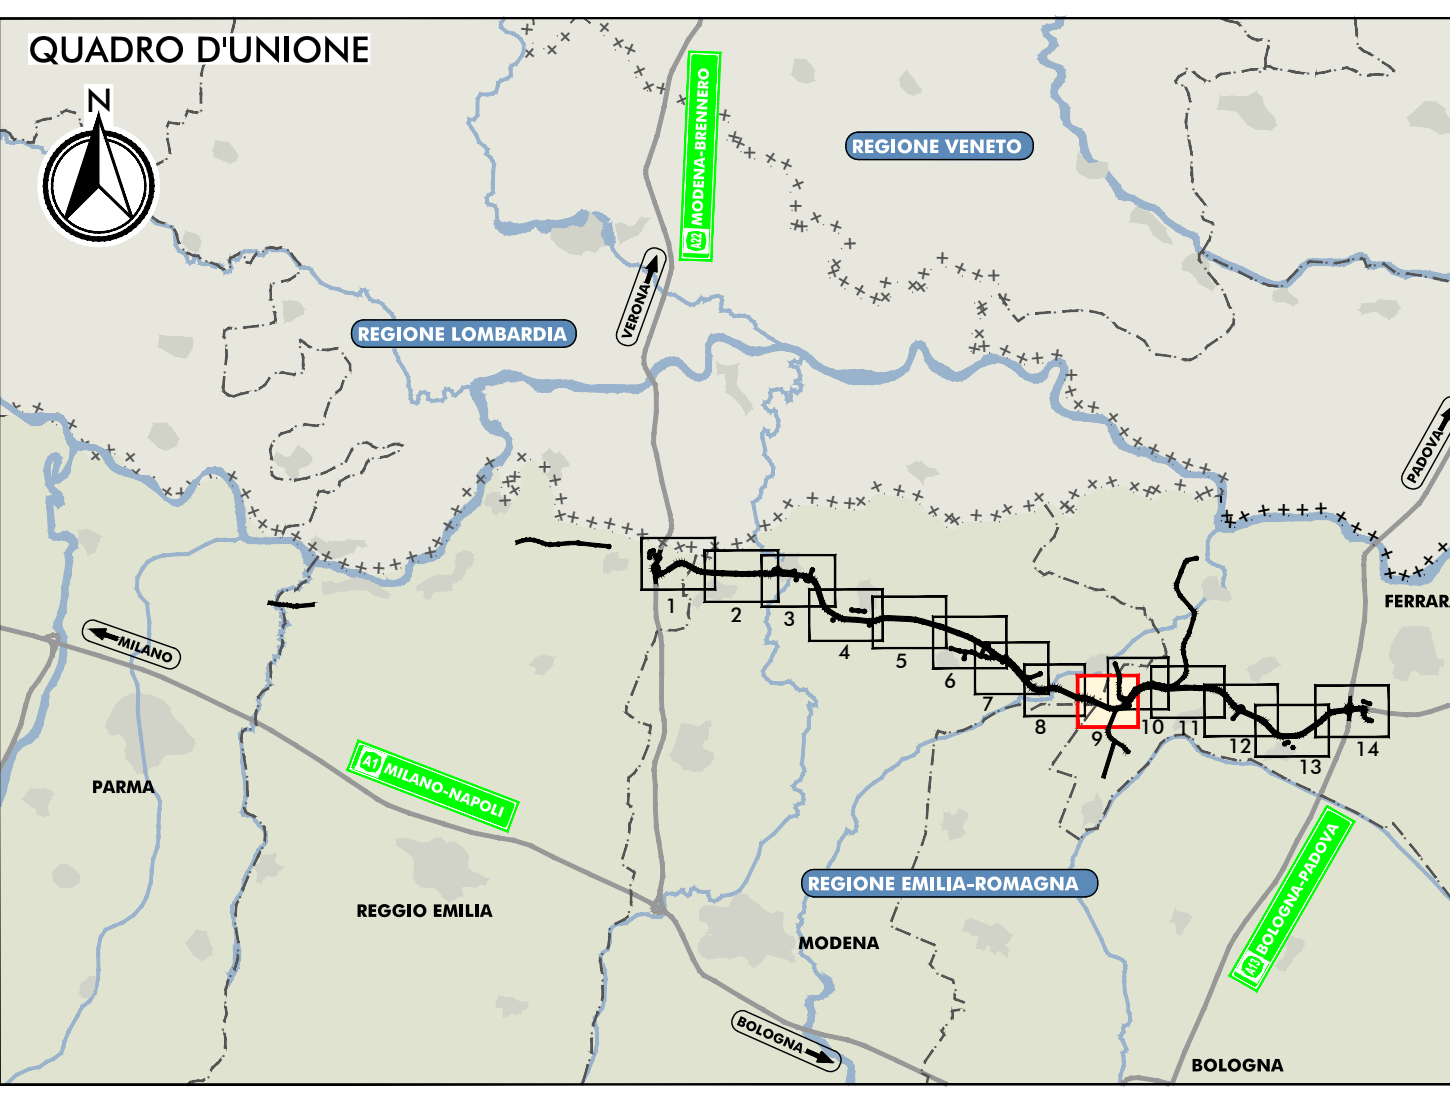 QUADRO D'UNIONE
N
A22 MODENA-BRENNERO
REGIONE VENETO
VERONA
REGIONE LOMBARDIA
PADOVA
FERRAR
MILANO
1
2
3
4
5
6
7
8
9
10
11
12
13
14
PARMA
A1 MILANO-NAPOLI
REGIONE EMILIA-ROMAGNA
A13 BOLOGNA-PADOVA
REGGIO EMILIA
MODENA
BOLOGNA
BOLOGNA